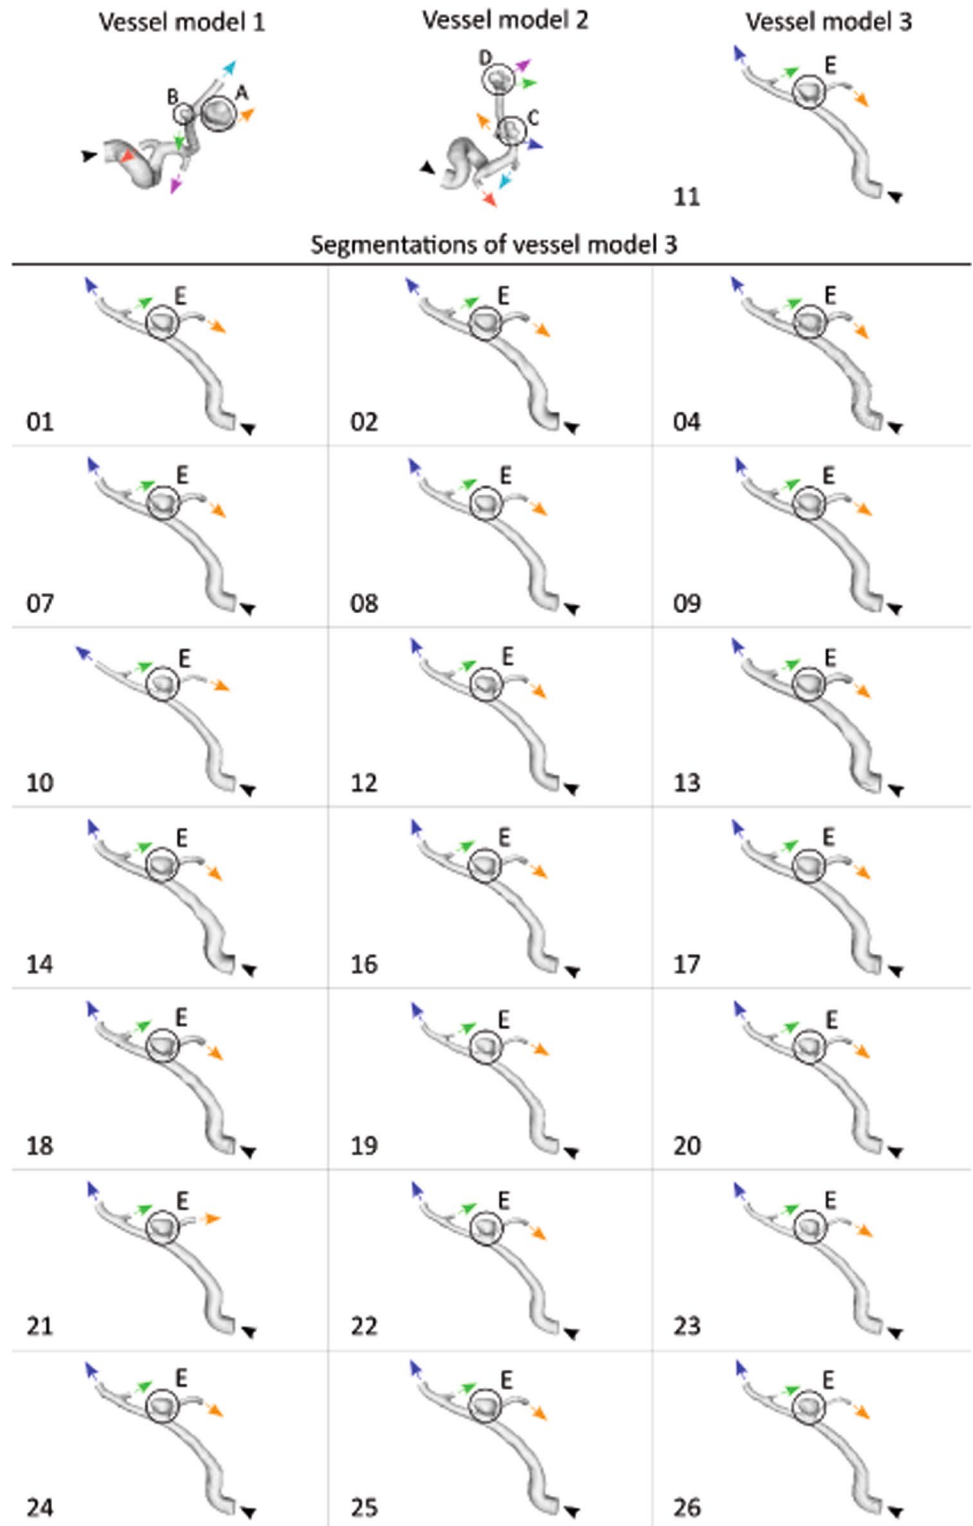 Vessel model 1 Vessel model 2 Vessel model 3
D E
B A
C
11
Segmentations of vessel model 3
E E E
01 02 04
E E E
07 08 09
E E E
10 12 13
E E E
14 16 17
E E E
18 19 20
E E E
21 22 23
E E E
24 25 26